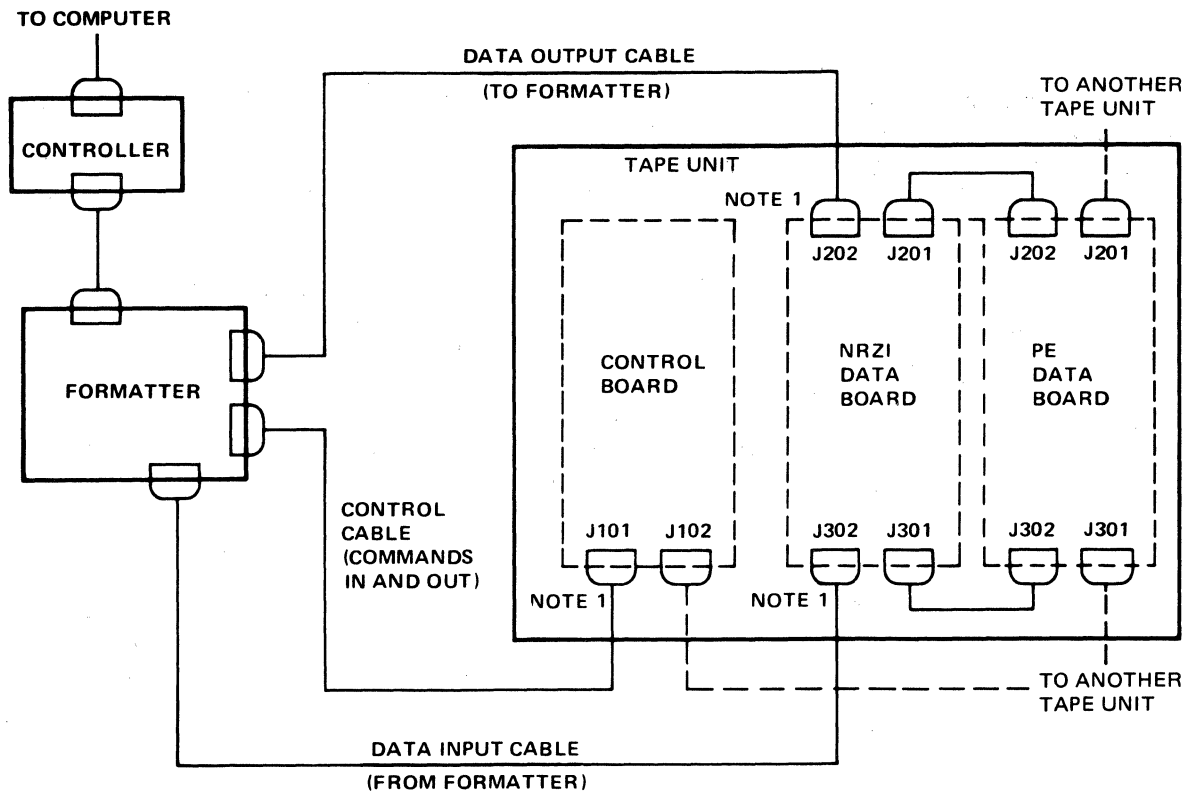 TO COMPUTER
CONTROLLER
FORMATTER
DATA OUTPUT CABLE
(TO FORMATTER)
TO ANOTHER
TAPE UNIT
TAPE UNIT
NOTE 1
J202
J201
J202
J201
CONTROL
BOARD
NRZI
DATA
BOARD
PE
DATA
BOARD
CONTROL
CABLE
(COMMANDS
IN AND OUT)
J101
J102
J302
J301
J302
J301
NOTE 1
NOTE 1
TO ANOTHER
TAPE UNIT
DATA INPUT CABLE
(FROM FORMATTER)